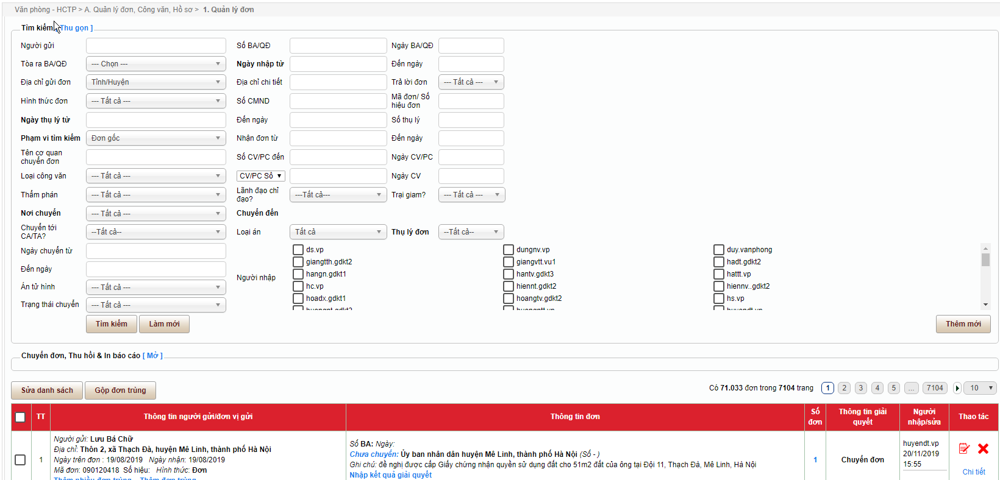 Văn phòng - HCTP > A. Quản lý đơn, Công văn, Hồ sơ > 1. Quản lý đơn
Tìm kiếm Thu gọn ]
Người gửi Số BA/QĐ Ngày BA/QĐ
Tòa ra BA/QĐ --- Chọn --- Ngày nhập từ Đến ngày
Địa chỉ gửi đơn Tỉnh/Huyện Địa chỉ chi tiết Trả lời đơn --- Tất cả ---
Hình thức đơn --- Tất cả --- Số CMND Mã đơn/ Số
hiệu đơn
Ngày thụ lý từ Đến ngày Số thụ lý
Phạm vi tìm kiếm Đơn gốc Nhận đơn từ Đến ngày
Tên cơ quan
chuyển đơn Số CV/PC đến Ngày CV/PC
Loại công văn --- Tất cả --- CV/PC Số Ngày CV
Thẩm phán --- Tất cả --- Lãnh đạo chỉ
đạo? ---Tất cả--- Trại giam? --- Tất cả ---
Nơi chuyển --- Tất cả --- Chuyển đến
Chuyển tới
CA/TA? --Tất cả-- Loại án Tất cả Thụ lý đơn --Tất cả--
Ngày chuyển từ
Đến ngày
Án tử hình --- Tất cả ---
Trạng thái chuyển --- Tất cả ---
Người nhập
ds.vp dungnv.vp duy.vanphong
giangtth.gdkt2 giangvtt.vu1 hadt.gdkt2
hangn.gdkt1 hantv.gdkt3 hattt.vp
hc.vp hiennt.gdkt2 hiennv..gdkt2
hoadx.gdkt1 hoangtv.gdkt2 hs.vp
Tìm kiếm Làm mới Thêm mới
Chuyển đơn, Thu hồi & In báo cáo [ Mở ]
Sửa danh sách Gộp đơn trùng
Có 71.033 đơn trong 7104 trang 1 2 3 4 5 ... 7104 10
TT Thông tin người gửi/đơn vị gửi Thông tin đơn Số
đơn Thông tin giải
quyết Người
nhập/sửa Thao tác
1
Người gửi: Lưu Bá Chữ
Địa chỉ: Thôn 2, xã Thạch Đà, huyện Mê Linh, thành phố Hà Nội
Ngày trên đơn : 19/08/2019 Ngày nhận: 19/08/2019
Mã đơn: 090120418 Số hiệu: Hình thức: Đơn
Thêm nhiều đơn trùng Thêm đơn trùng
Số BA: Ngày:
Chưa chuyển: Ủy ban nhân dân huyện Mê Linh, thành phố Hà Nội (Số - )
Ghi chú: đề nghị được cấp Giấy chứng nhận quyền sử dụng đất cho 51m2 đất của ông tại Đội 11, Thạch Đà, Mê Linh, Hà Nội
Nhập kết quả giải quyết
1
Chuyển đơn
huyendt.vp
20/11/2019
15:55
Chi tiết